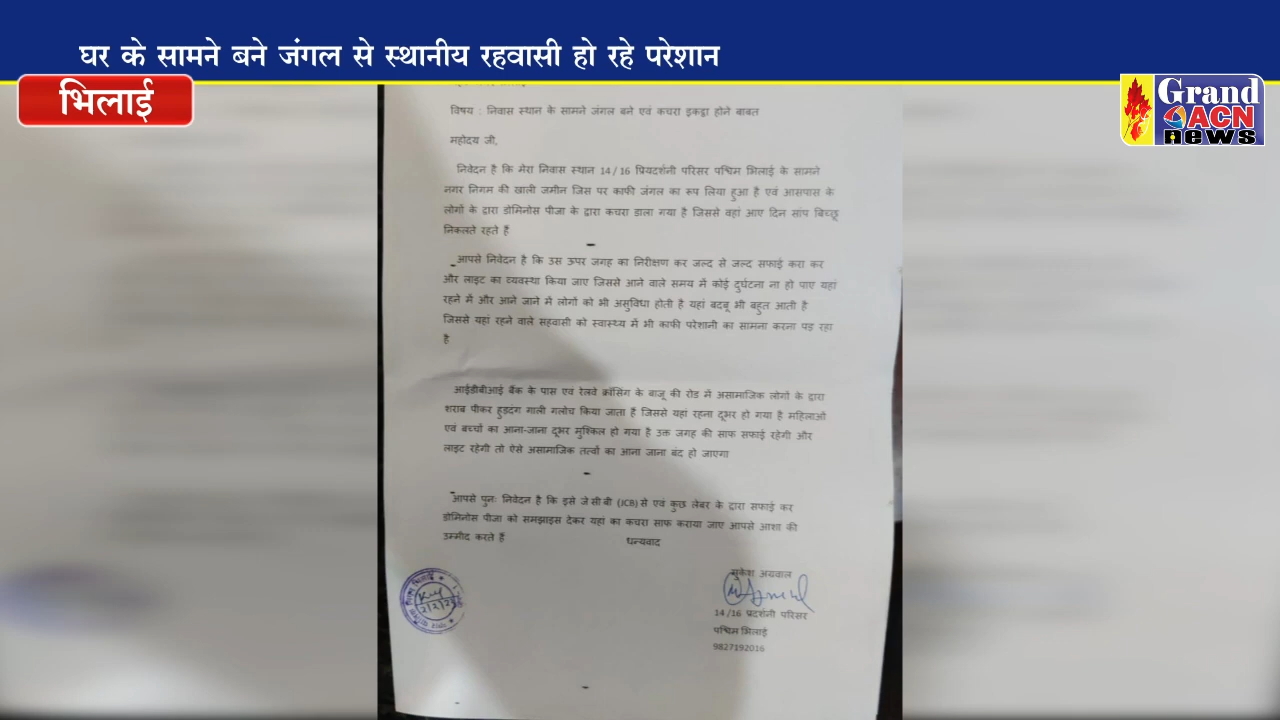 घर के सामने बने जंगल से स्थानीय रहवासी हो रहे परेशान
भिलाई
Grand
ACN
news
विषय : निवास स्थान के सामने जंगल बने एवं कचरा इकट्ठा होने बाबत
महोदय जी,
निवेदन है कि मेरा निवास स्थान 14/16 प्रियदर्शनी परिसर पश्चिम भिलाई के सामने
नगर निगम की खाली जमीन जिस पर काफी जंगल का रूप लिया हुआ है एवं आसपास के
लोगों के द्वारा डोमिनोस पीजा के द्वारा कचरा डाला गया है जिससे वहां आए दिन सांप बिच्छू
निकलते रहते हैं
आपसे निवेदन है कि उस ऊपर जगह का निरीक्षण कर जल्द से जल्द सफाई करा कर
और लाइट का व्यवस्था किया जाए जिससे आने वाले समय में कोई दुर्घटना ना हो पाए यहां
रहने में और आने जाने में लोगों को भी असुविधा होती है यहां बदबू भी बहुत आती है
जिससे यहां रहने वाले सहवासी को स्वास्थ्य में भी काफी परेशानी का सामना करना पड़ रहा
है
आईडीबीआई बैंक के पास एवं रेलवे क्रॉसिंग के बाजू की रोड में असामाजिक लोगों के द्वारा
शराब पीकर हुड़दंग गाली गलोच किया जाता है जिससे यहां रहना दूभर हो गया है महिलाओं
एवं बच्चों का आना-जाना दूभर मुश्किल हो गया है उक्त जगह की साफ सफाई रहेगी और
लाइट रहेगी तो ऐसे असामाजिक तत्वों का आना जाना बंद हो जाएगा
आपसे पुनः निवेदन है कि इसे जे सी बी (JCB) से एवं कुछ लेबर के द्वारा सफाई कर
डोमिनोस पीजा को समझाइस देकर यहां का कचरा साफ कराया जाए आपसे आशा की
उम्मीद करते हैं धन्यवाद
मुकेश अग्रवाल
14/16 प्रदर्शनी परिसर
पश्चिम भिलाई
9827192016